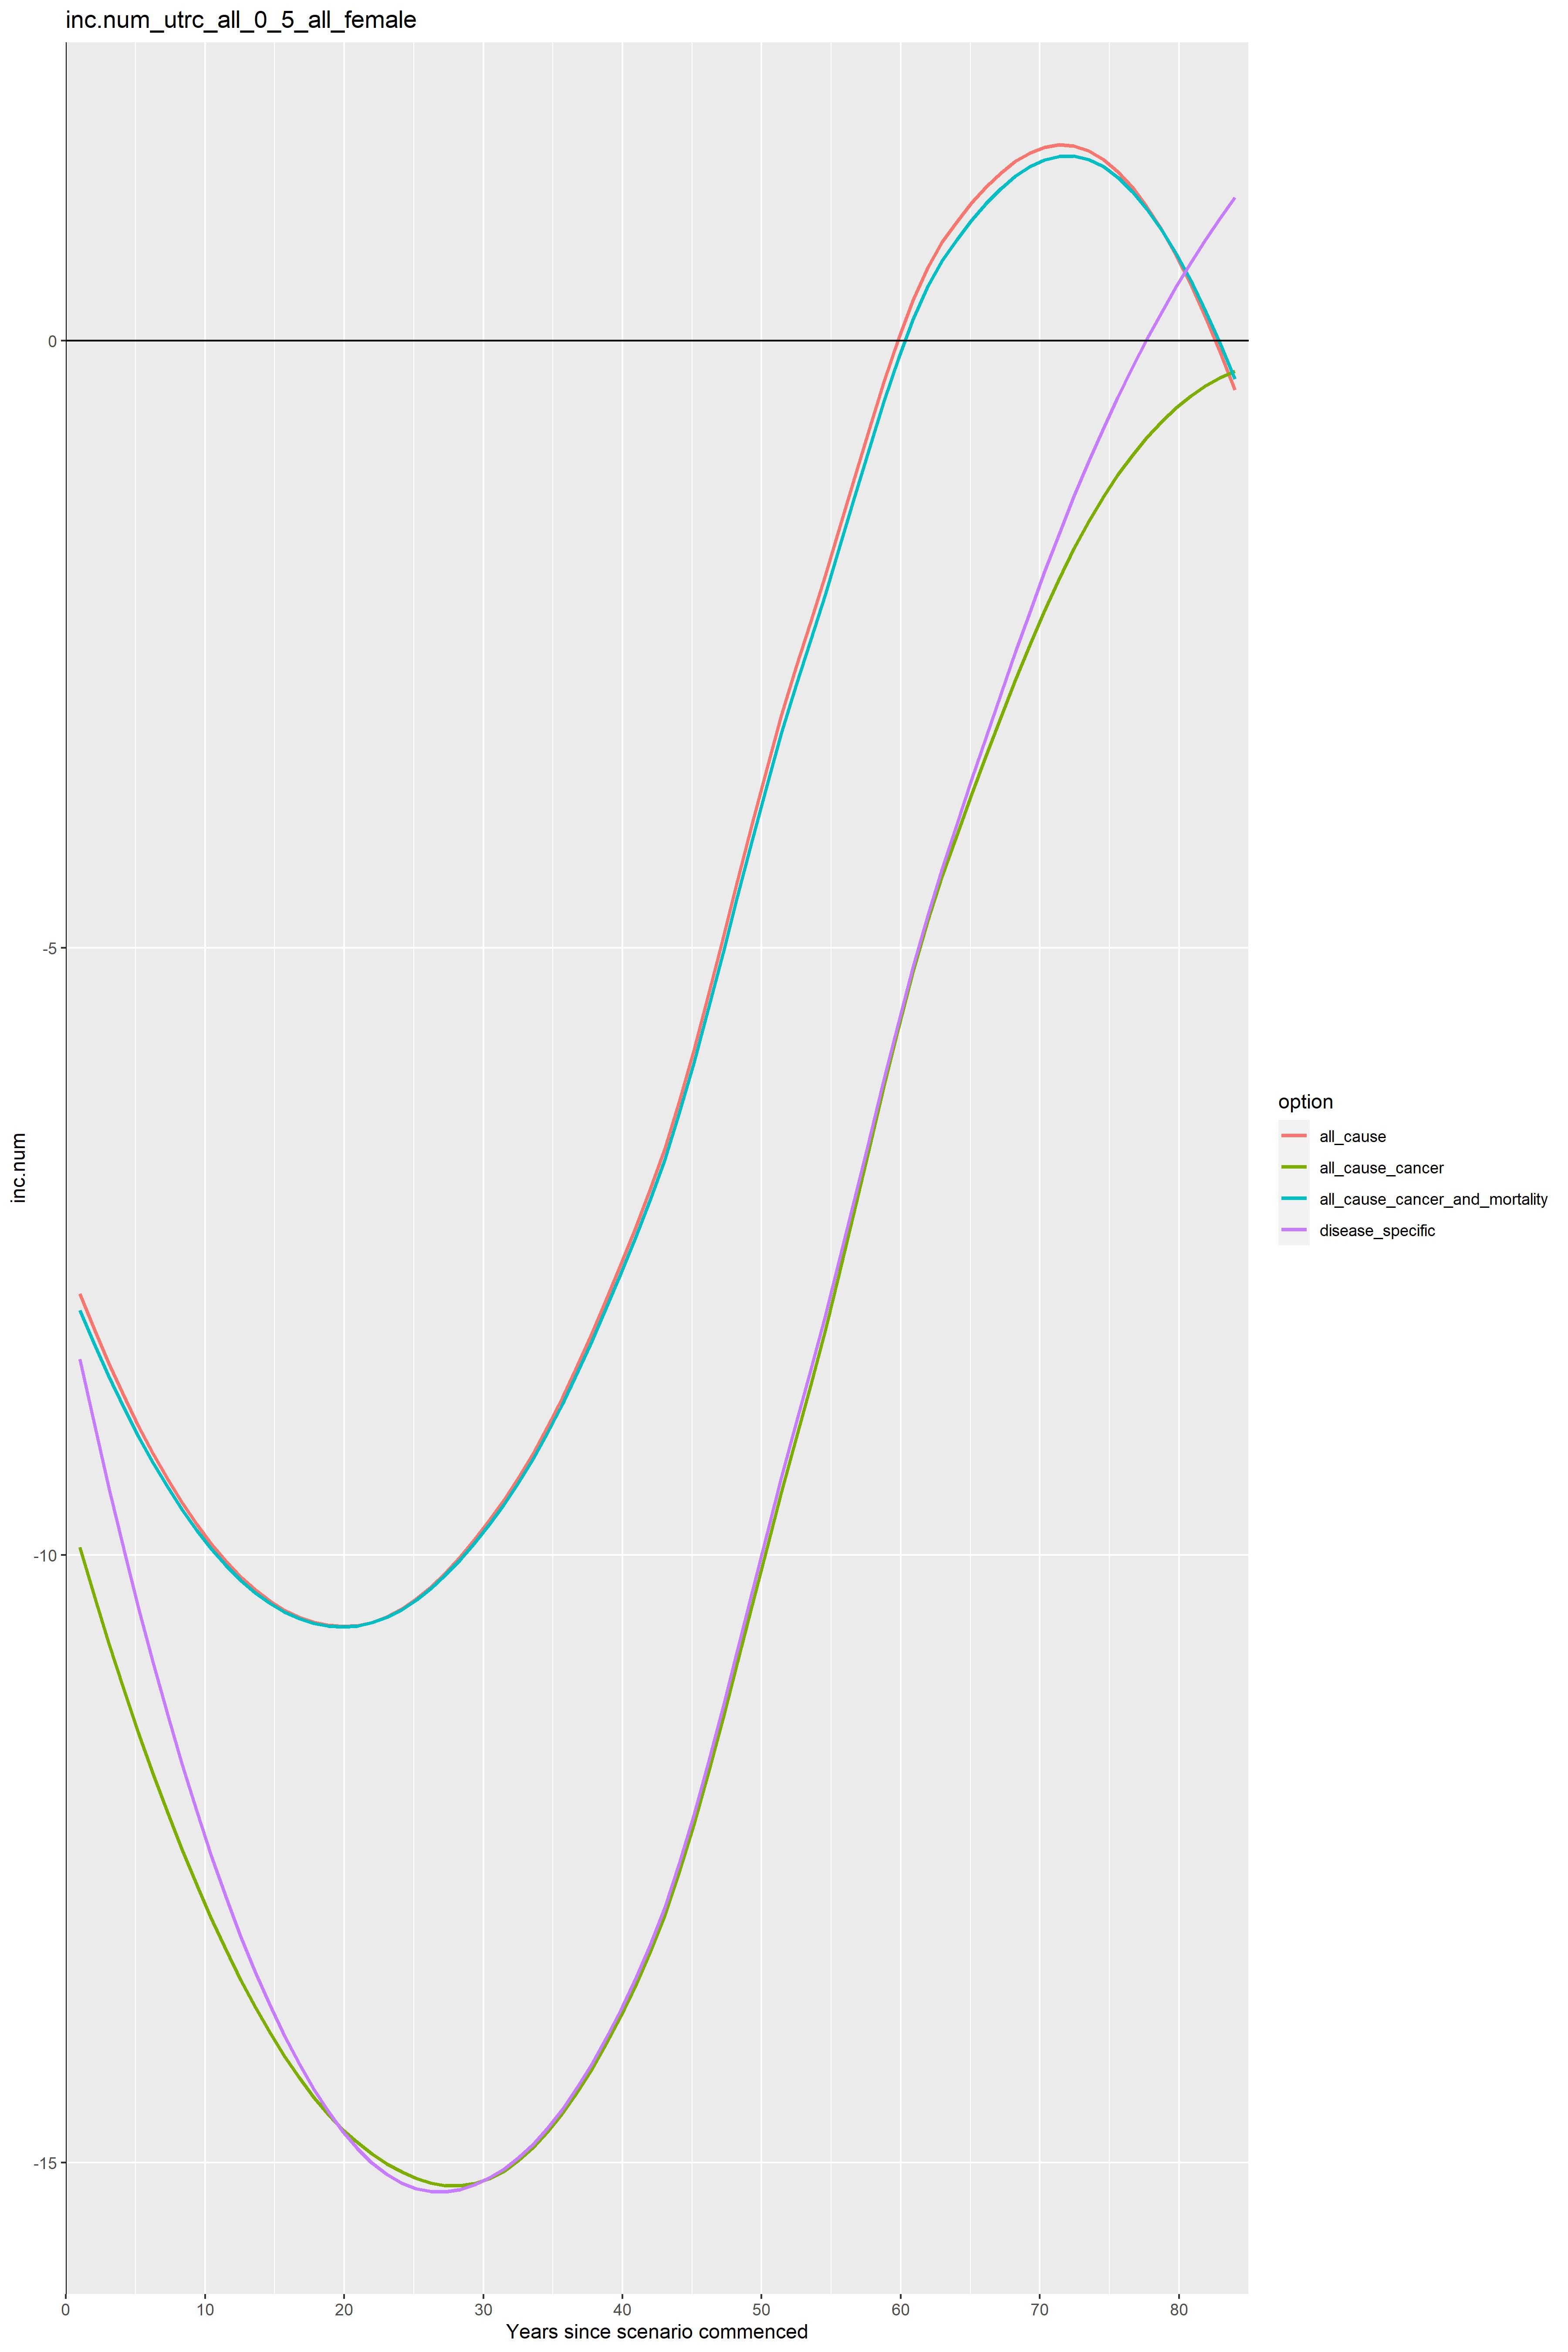 inc.num_utrc_all_0_5_all_female
inc.num
0
-5
-10
-15
0 10 20 30 40 50 60 70 80
Years since scenario commenced
option
all_cause
all_cause_cancer
all_cause_cancer_and_mortality
disease_specific